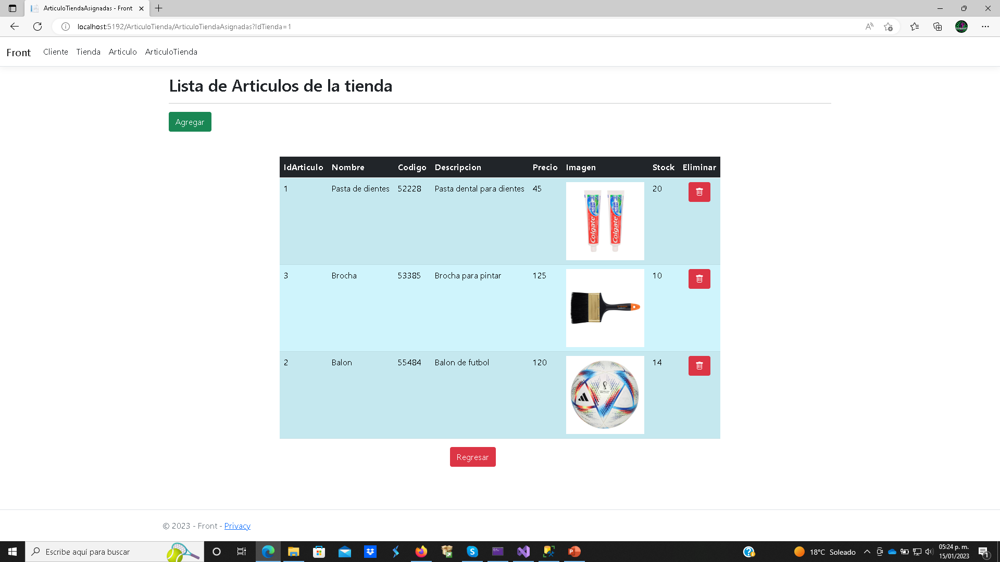 ArticuloTiendaAsignadas - Front
localhost:5192/ArticuloTienda/ArticuloTiendaAsignadas?IdTienda=1
Front Cliente Tienda Articulo ArticuloTienda
Lista de Articulos de la tienda
Agregar
IdArticulo Nombre Codigo Descripcion Precio Imagen Stock Eliminar
1 Pasta de dientes 52228 Pasta dental para dientes 45 20
Colgate Colgate
3 Brocha 53385 Brocha para pintar 125 10
2 Balon 55484 Balon de futbol 120 14
Regresar
© 2023 - Front - Privacy
Escribe aquí para buscar
18°C Soleado
05:24 p. m.
15/01/2023
1